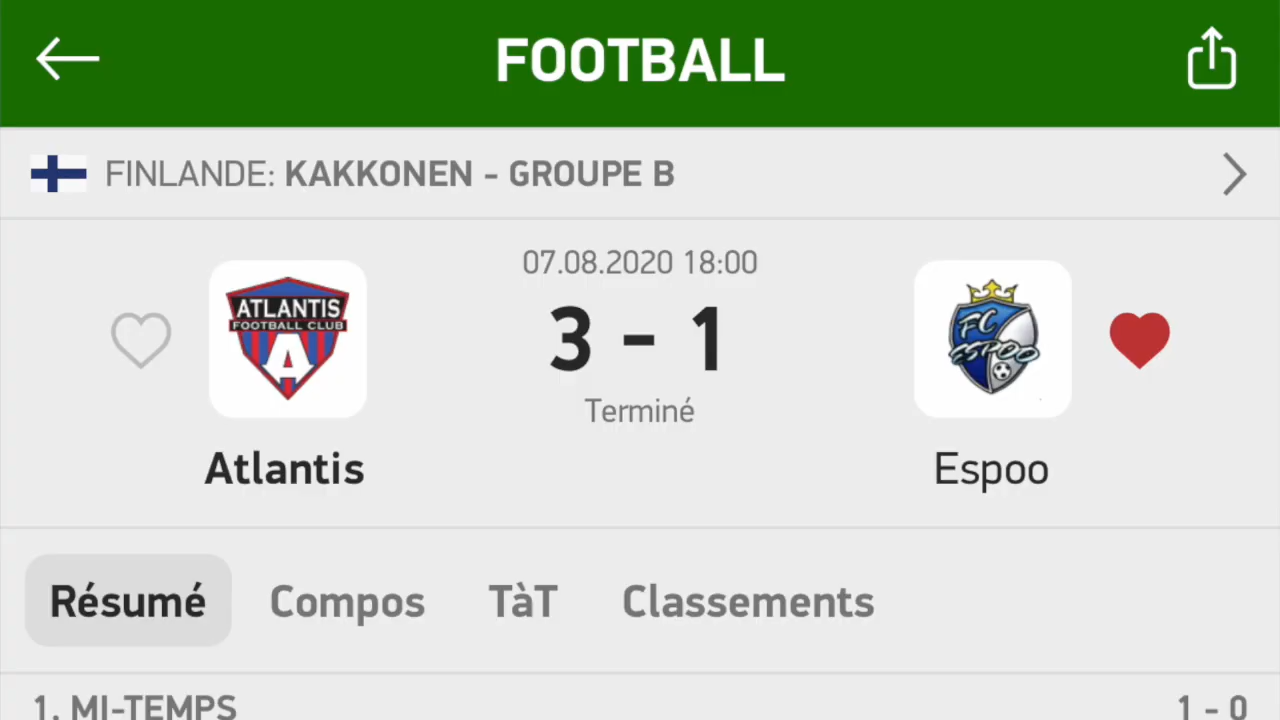 FOOTBALL
FINLANDE: KAKKONEN - GROUPE B
07.08.2020 18:00
ATLANTIS
FOOTBALL CLUB
A
3 - 1
FC
ESPOO
Terminé
Atlantis
Espoo
Résumé Compos TàT Classements
1. MI-TEMPS 1 - 0